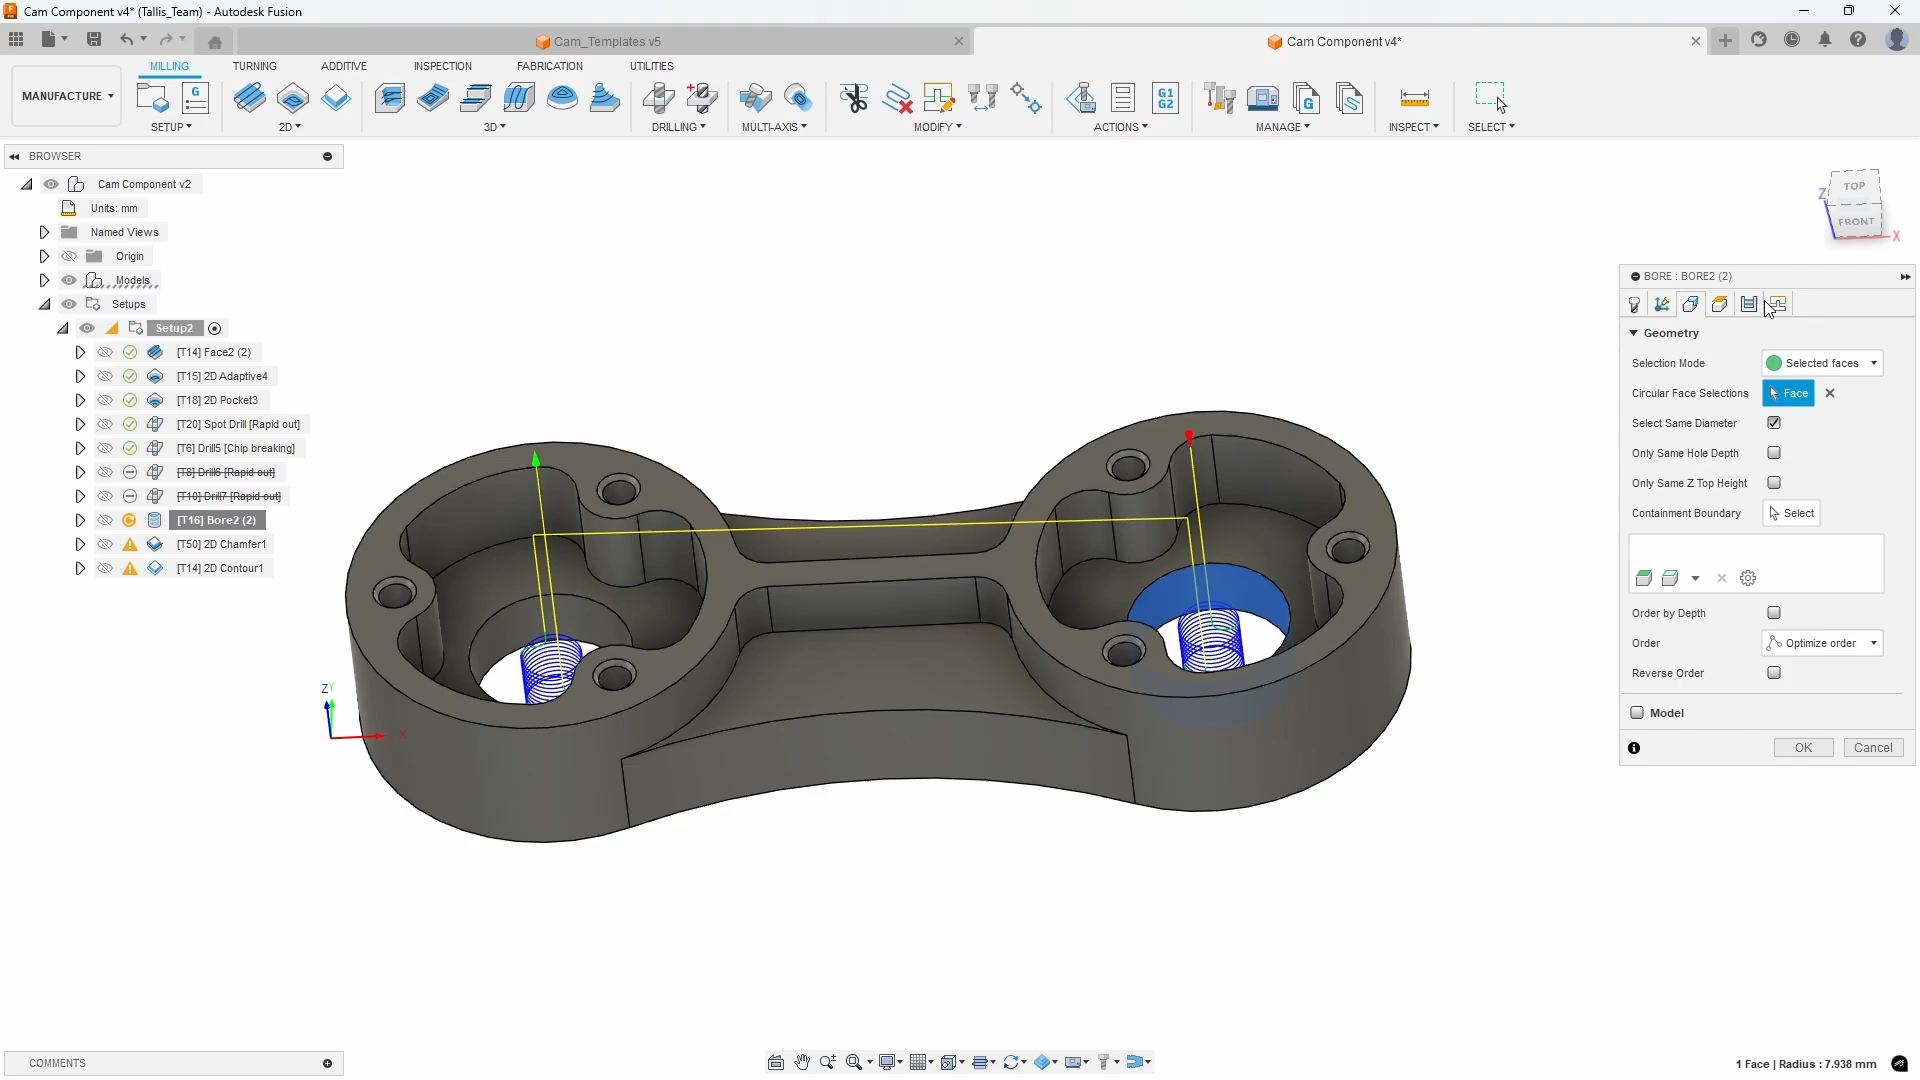 Cam Component v4* (Tallis_Team) - Autodesk Fusion
Cam_Templates v5
Cam Component v4*
MANUFACTURE
MILLING
TURNING
ADDITIVE
INSPECTION
FABRICATION
UTILITIES
SETUP
2D
3D
DRILLING
MULTI-AXIS
MODIFY
ACTIONS
MANAGE
INSPECT
SELECT
G
G1
G2
G
BROWSER
Cam Component v2
Units: mm
Named Views
Origin
Models
Setups
Setup2
[T14] Face2 (2)
[T15] 2D Adaptive4
[T18] 2D Pocket3
[T20] Spot Drill [Rapid out]
[T6] Drill5 [Chip breaking]
[T8] Drill6 [Rapid out]
[T10] Drill7 [Rapid out]
[T16] Bore2 (2)
[T50] 2D Chamfer1
[T14] 2D Contour1
TOP
FRONT
Z
X
Z
Y
X
BORE : BORE2 (2)
Geometry
Selection Mode
Selected faces
Circular Face Selections
Face
Select Same Diameter
Only Same Hole Depth
Only Same Z Top Height
Containment Boundary
Select
Order by Depth
Order
Optimize order
Reverse Order
Model
OK
Cancel
COMMENTS
1 Face | Radius : 7.938 mm